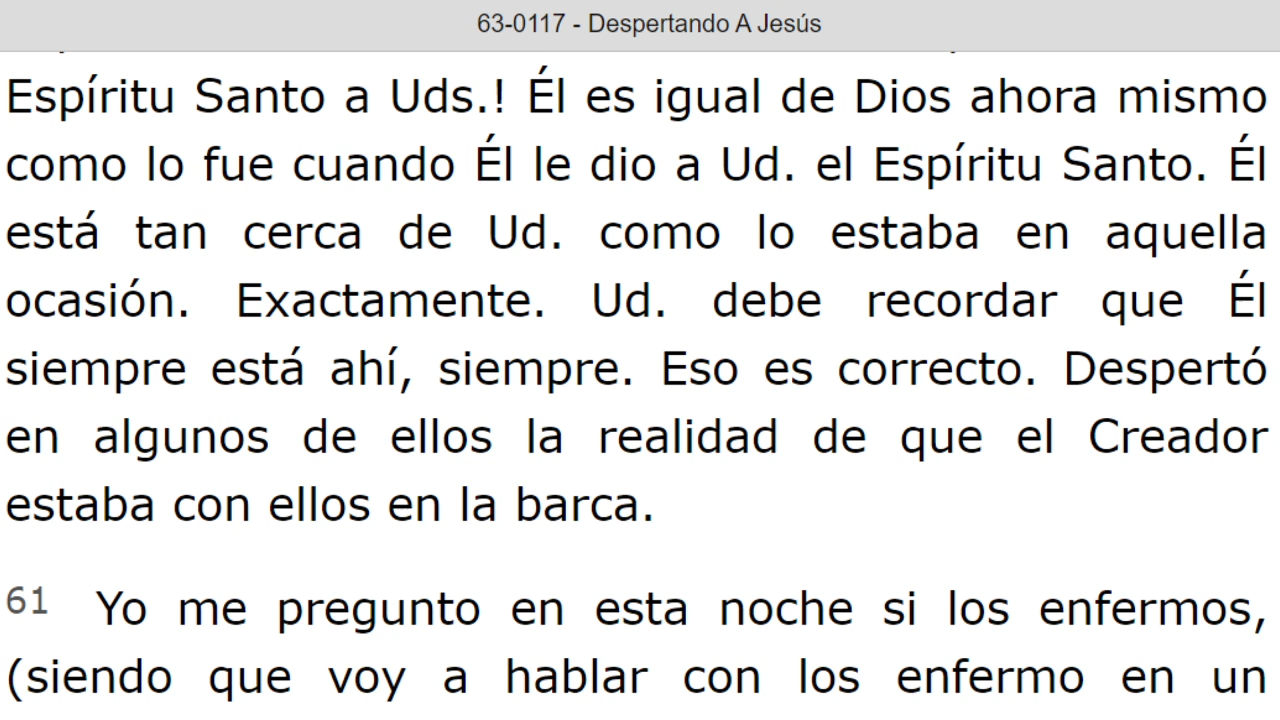 63-0117 - Despertando A Jesús
Espíritu Santo a Uds.! Él es igual de Dios ahora mismo
como lo fue cuando Él le dio a Ud. el Espíritu Santo. Él
está tan cerca de Ud. como lo estaba en aquella
ocasión. Exactamente. Ud. debe recordar que Él
siempre está ahí, siempre. Eso es correcto. Despertó
en algunos de ellos la realidad de que el Creador
estaba con ellos en la barca.
61 Yo me pregunto en esta noche si los enfermos,
(siendo que voy a hablar con los enfermo en un